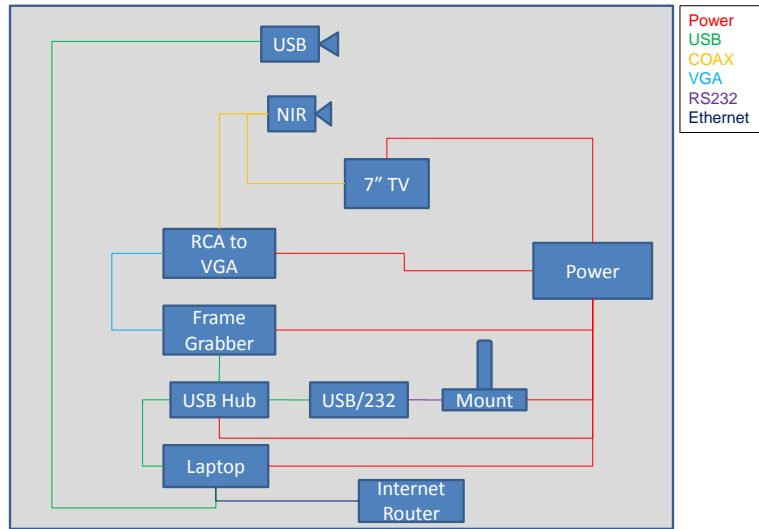 Power
USB
COAX
VGA
RS232
Ethernet
USB
NIR
7” TV
RCA to
VGA
Power
Frame
Grabber
USB Hub
USB/232
Mount
Laptop
Internet
Router